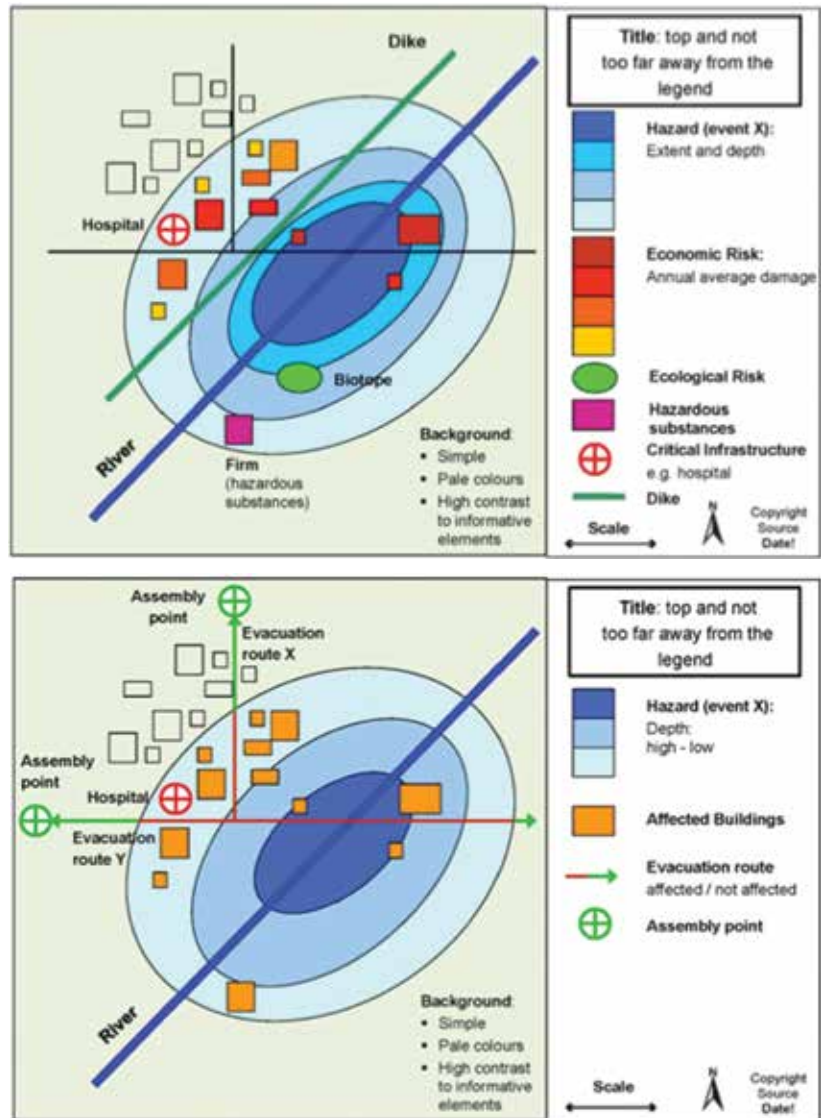 Dike
Hospital
Biotope
River
Firm
(hazardous
substances)
Background:
▪ Simple
▪ Pale colours
▪ High contrast
to informative
elements
Title: top and not
too far away from the
legend
Hazard (event X):
Extent and depth
Economic Risk:
Annual average damage
Ecological Risk
Hazardous
substances
Critical Infrastructure
e.g. hospital
Dike
Scale
N
Copyright
Source
Date!
Assembly
point
Evacuation
route X
Assembly
point
Hospital
Evacuation
route Y
River
Background:
▪ Simple
▪ Pale colours
▪ High contrast
to informative
elements
Title: top and not
too far away from the
legend
Hazard (event X):
Depth:
high - low
Affected Buildings
Evacuation route
affected / not affected
Assembly point
Scale
N
Copyright
Source
Date!